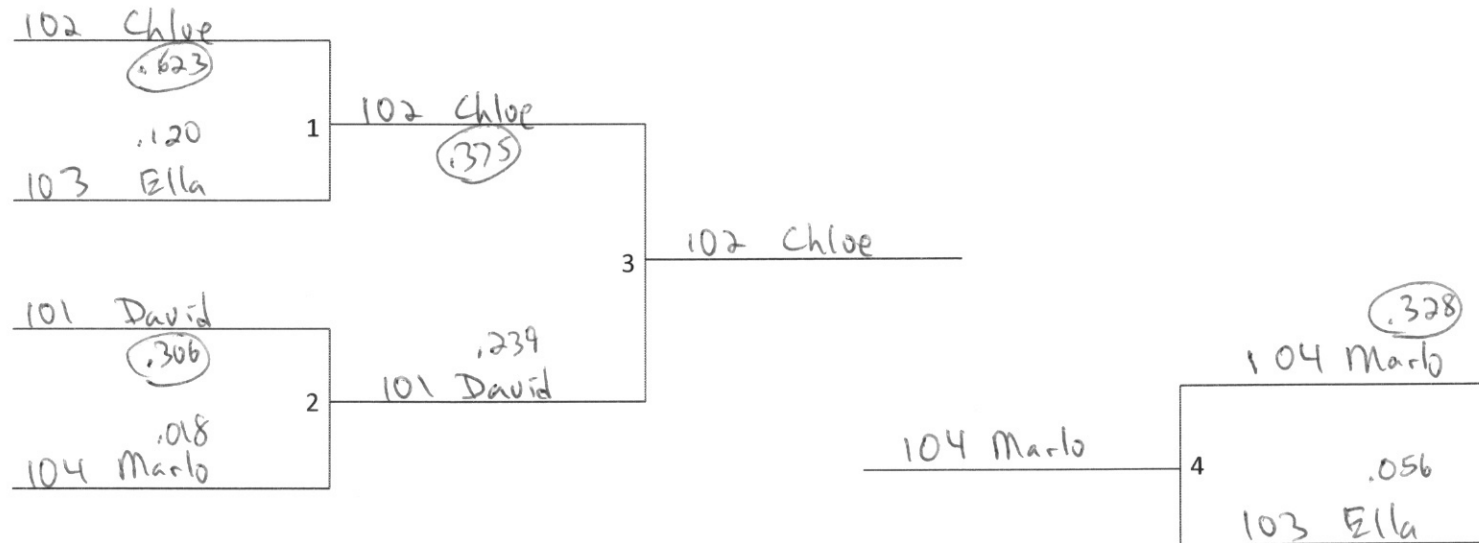 102 Chloe
.623
.120
103 Ella
1
102 Chloe
.375
101 David
.306
.018
104 Marlo
2
.239
101 David
3
102 Chloe
.328
104 Marlo
.056
103 Ella
4
104 Marlo